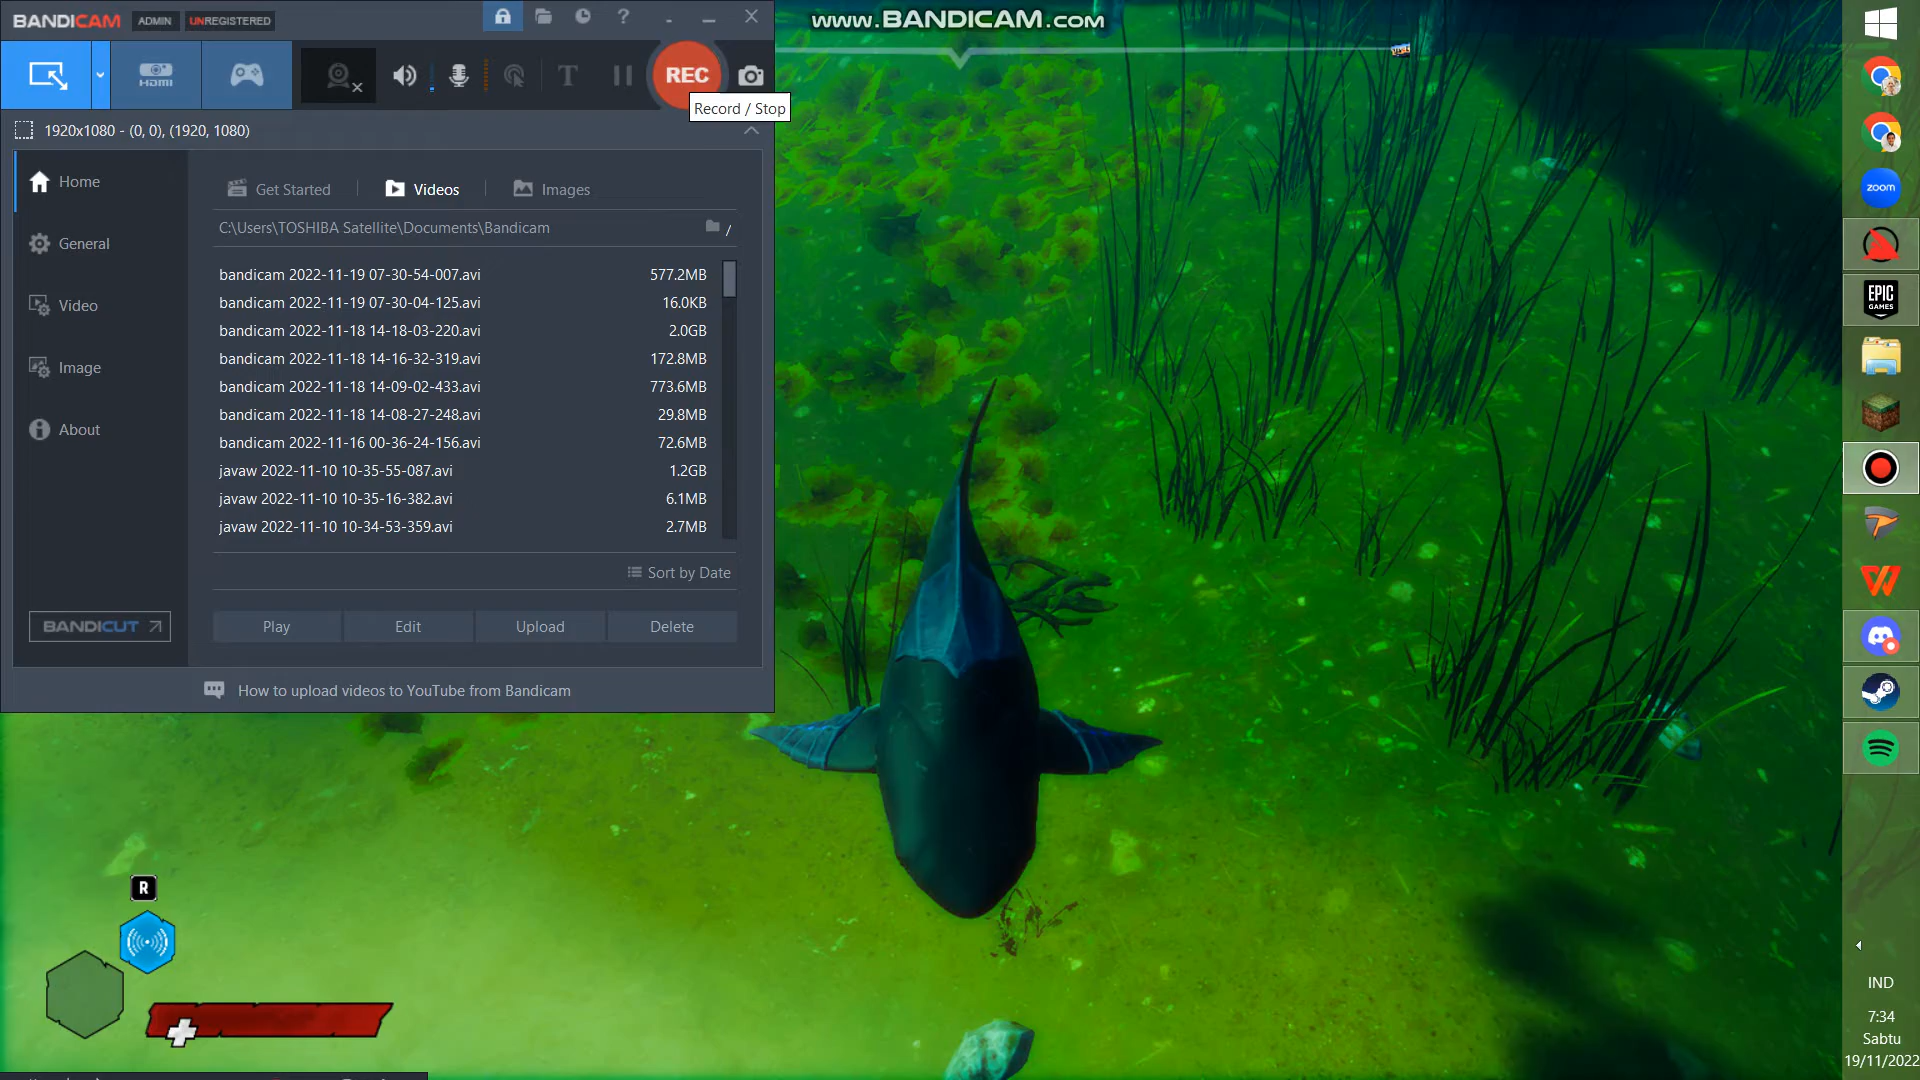 BANDICAM ADMIN UNREGISTERED ?
www.BANDICAM.com
HDMI T REC
Record / Stop
1920x1080 - (0, 0), (1920, 1080)
Home
General
Video
Image
About
BANDICUT
Get Started
Videos
Images
C:\Users\TOSHIBA Satellite\Documents\Bandicam /
bandicam 2022-11-19 07-30-54-007.avi 577.2MB
bandicam 2022-11-19 07-30-04-125.avi 16.0KB
bandicam 2022-11-18 14-18-03-220.avi 2.0GB
bandicam 2022-11-18 14-16-32-319.avi 172.8MB
bandicam 2022-11-18 14-09-02-433.avi 773.6MB
bandicam 2022-11-18 14-08-27-248.avi 29.8MB
bandicam 2022-11-16 00-36-24-156.avi 72.6MB
javaw 2022-11-10 10-35-55-087.avi 1.2GB
javaw 2022-11-10 10-35-16-382.avi 6.1MB
javaw 2022-11-10 10-34-53-359.avi 2.7MB
Sort by Date
Play Edit Upload Delete
How to upload videos to YouTube from Bandicam
R
zoom
EPIC
GAMES
IND
7:34
Sabtu
19/11/2022